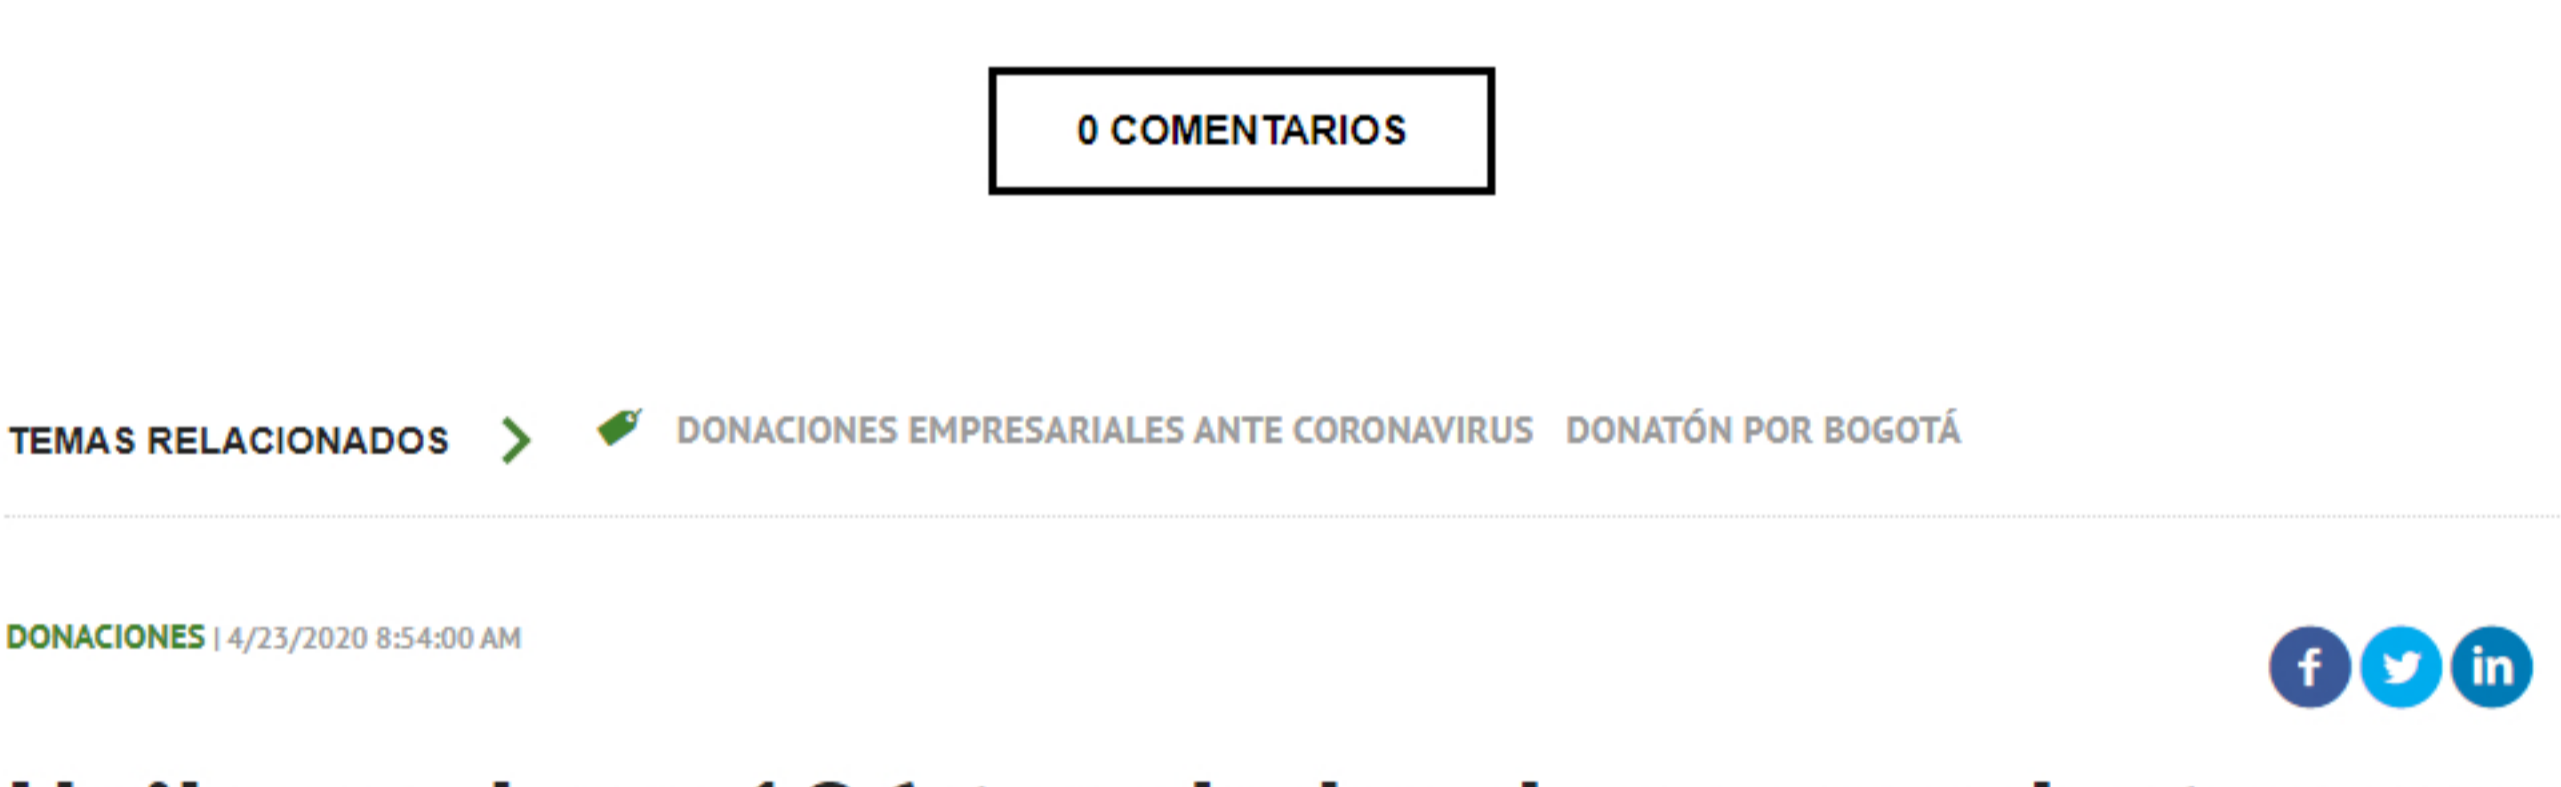 0 COMENTARIOS
TEMAS RELACIONADOS DONACIONES EMPRESARIALES ANTE CORONAVIRUS DONATÓN POR BOGOTÁ
DONACIONES | 4/23/2020 8:54:00 AM
f in